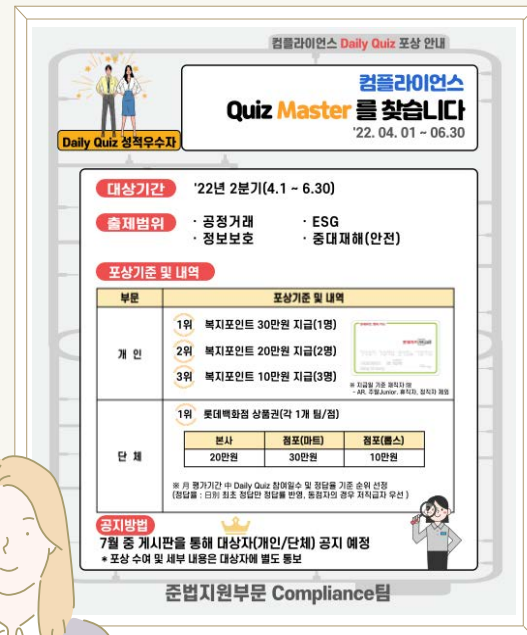 컴플라이언스 Daily Quiz 포상 안내
컴플라이언스
Quiz Master 를 찾습니다
'22. 04. 01 ~ 06.30
Daily Quiz 성적우수자
대상기간 '22년 2분기(4.1 ~ 6.30)
출제범위 · 공정거래 · ESG
· 정보보호 · 중대재해(안전)
포상기준 및 내역
부문 포상기준 및 내역
개 인
1위 복지포인트 30만원 지급(1명)
2위 복지포인트 20만원 지급(2명)
3위 복지포인트 10만원 지급(3명)
※ 지급일 기준 재직자 限
- AR, 주말Junior, 휴직자, 정직자 제외
단 체
1위 롯데백화점 상품권(각 1개 팀/점)
본사 점포(마트) 점포(롭스)
20만원 30만원 10만원
※ 月 평가기간 中 Daily Quiz 참여일수 및 정답율 기준 순위 선정
(정답율 : 日別 최초 정답만 정답률 반영, 동점자의 경우 저직급자 우선 )
공지방법
7월 중 게시판을 통해 대상자(개인/단체) 공지 예정
* 포상 수여 및 세부 내용은 대상자에 별도 통보
준법지원부문 Compliance팀